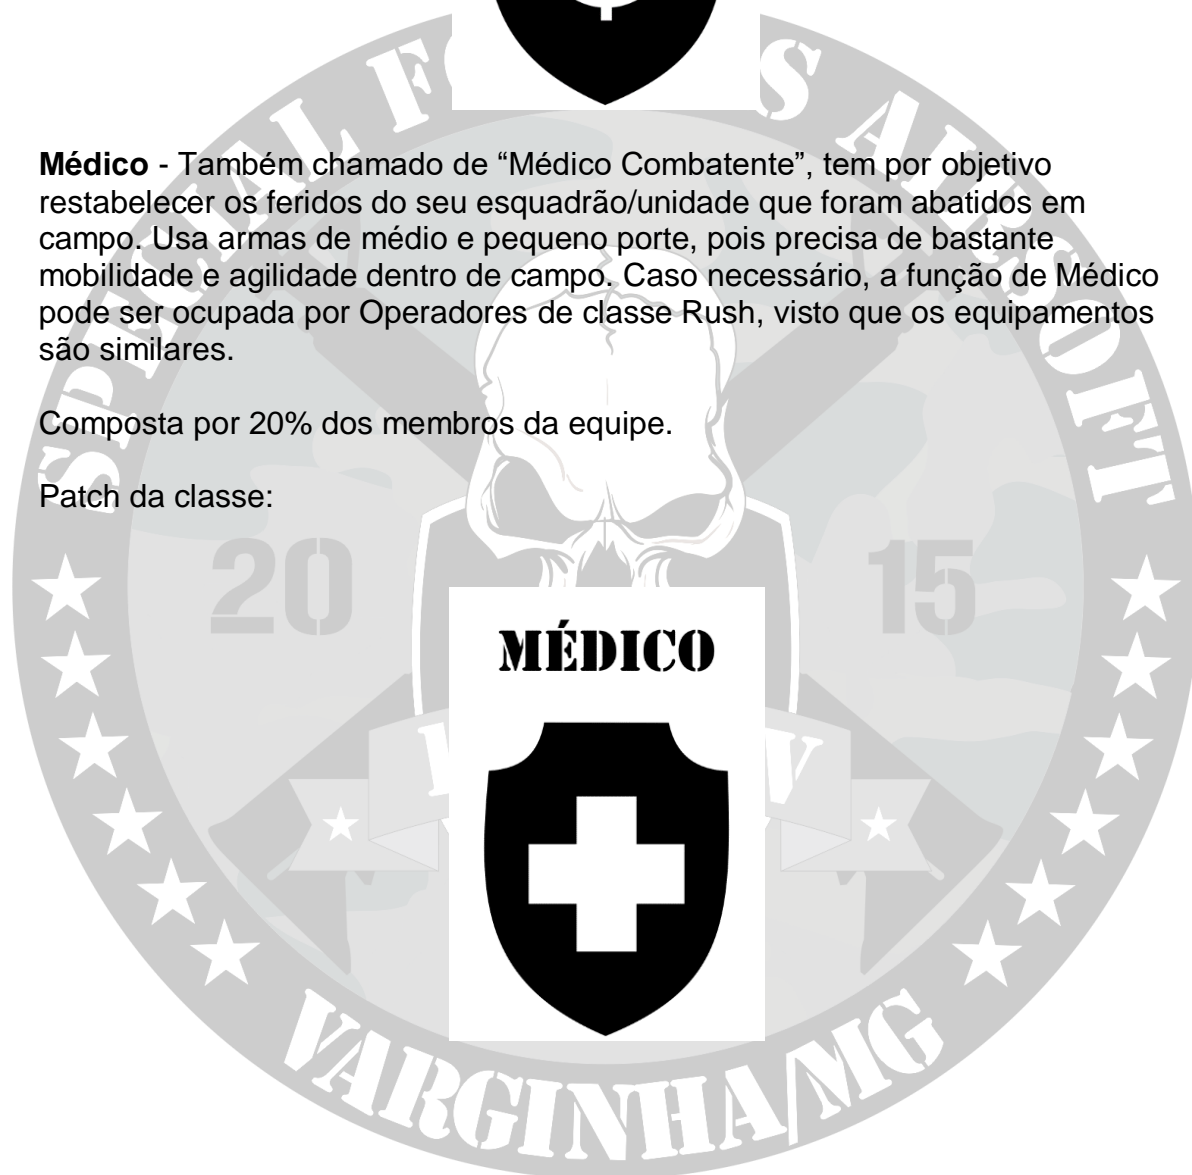 SPECIAL F S AIRSOFT
Médico - Também chamado de “Médico Combatente”, tem por objetivo
restabelecer os feridos do seu esquadrão/unidade que foram abatidos em
campo. Usa armas de médio e pequeno porte, pois precisa de bastante
mobilidade e agilidade dentro de campo. Caso necessário, a função de Médico
pode ser ocupada por Operadores de classe Rush, visto que os equipamentos
são similares.
Composta por 20% dos membros da equipe.
Patch da classe:
20 15
MÉDICO
VARGINHA/MG